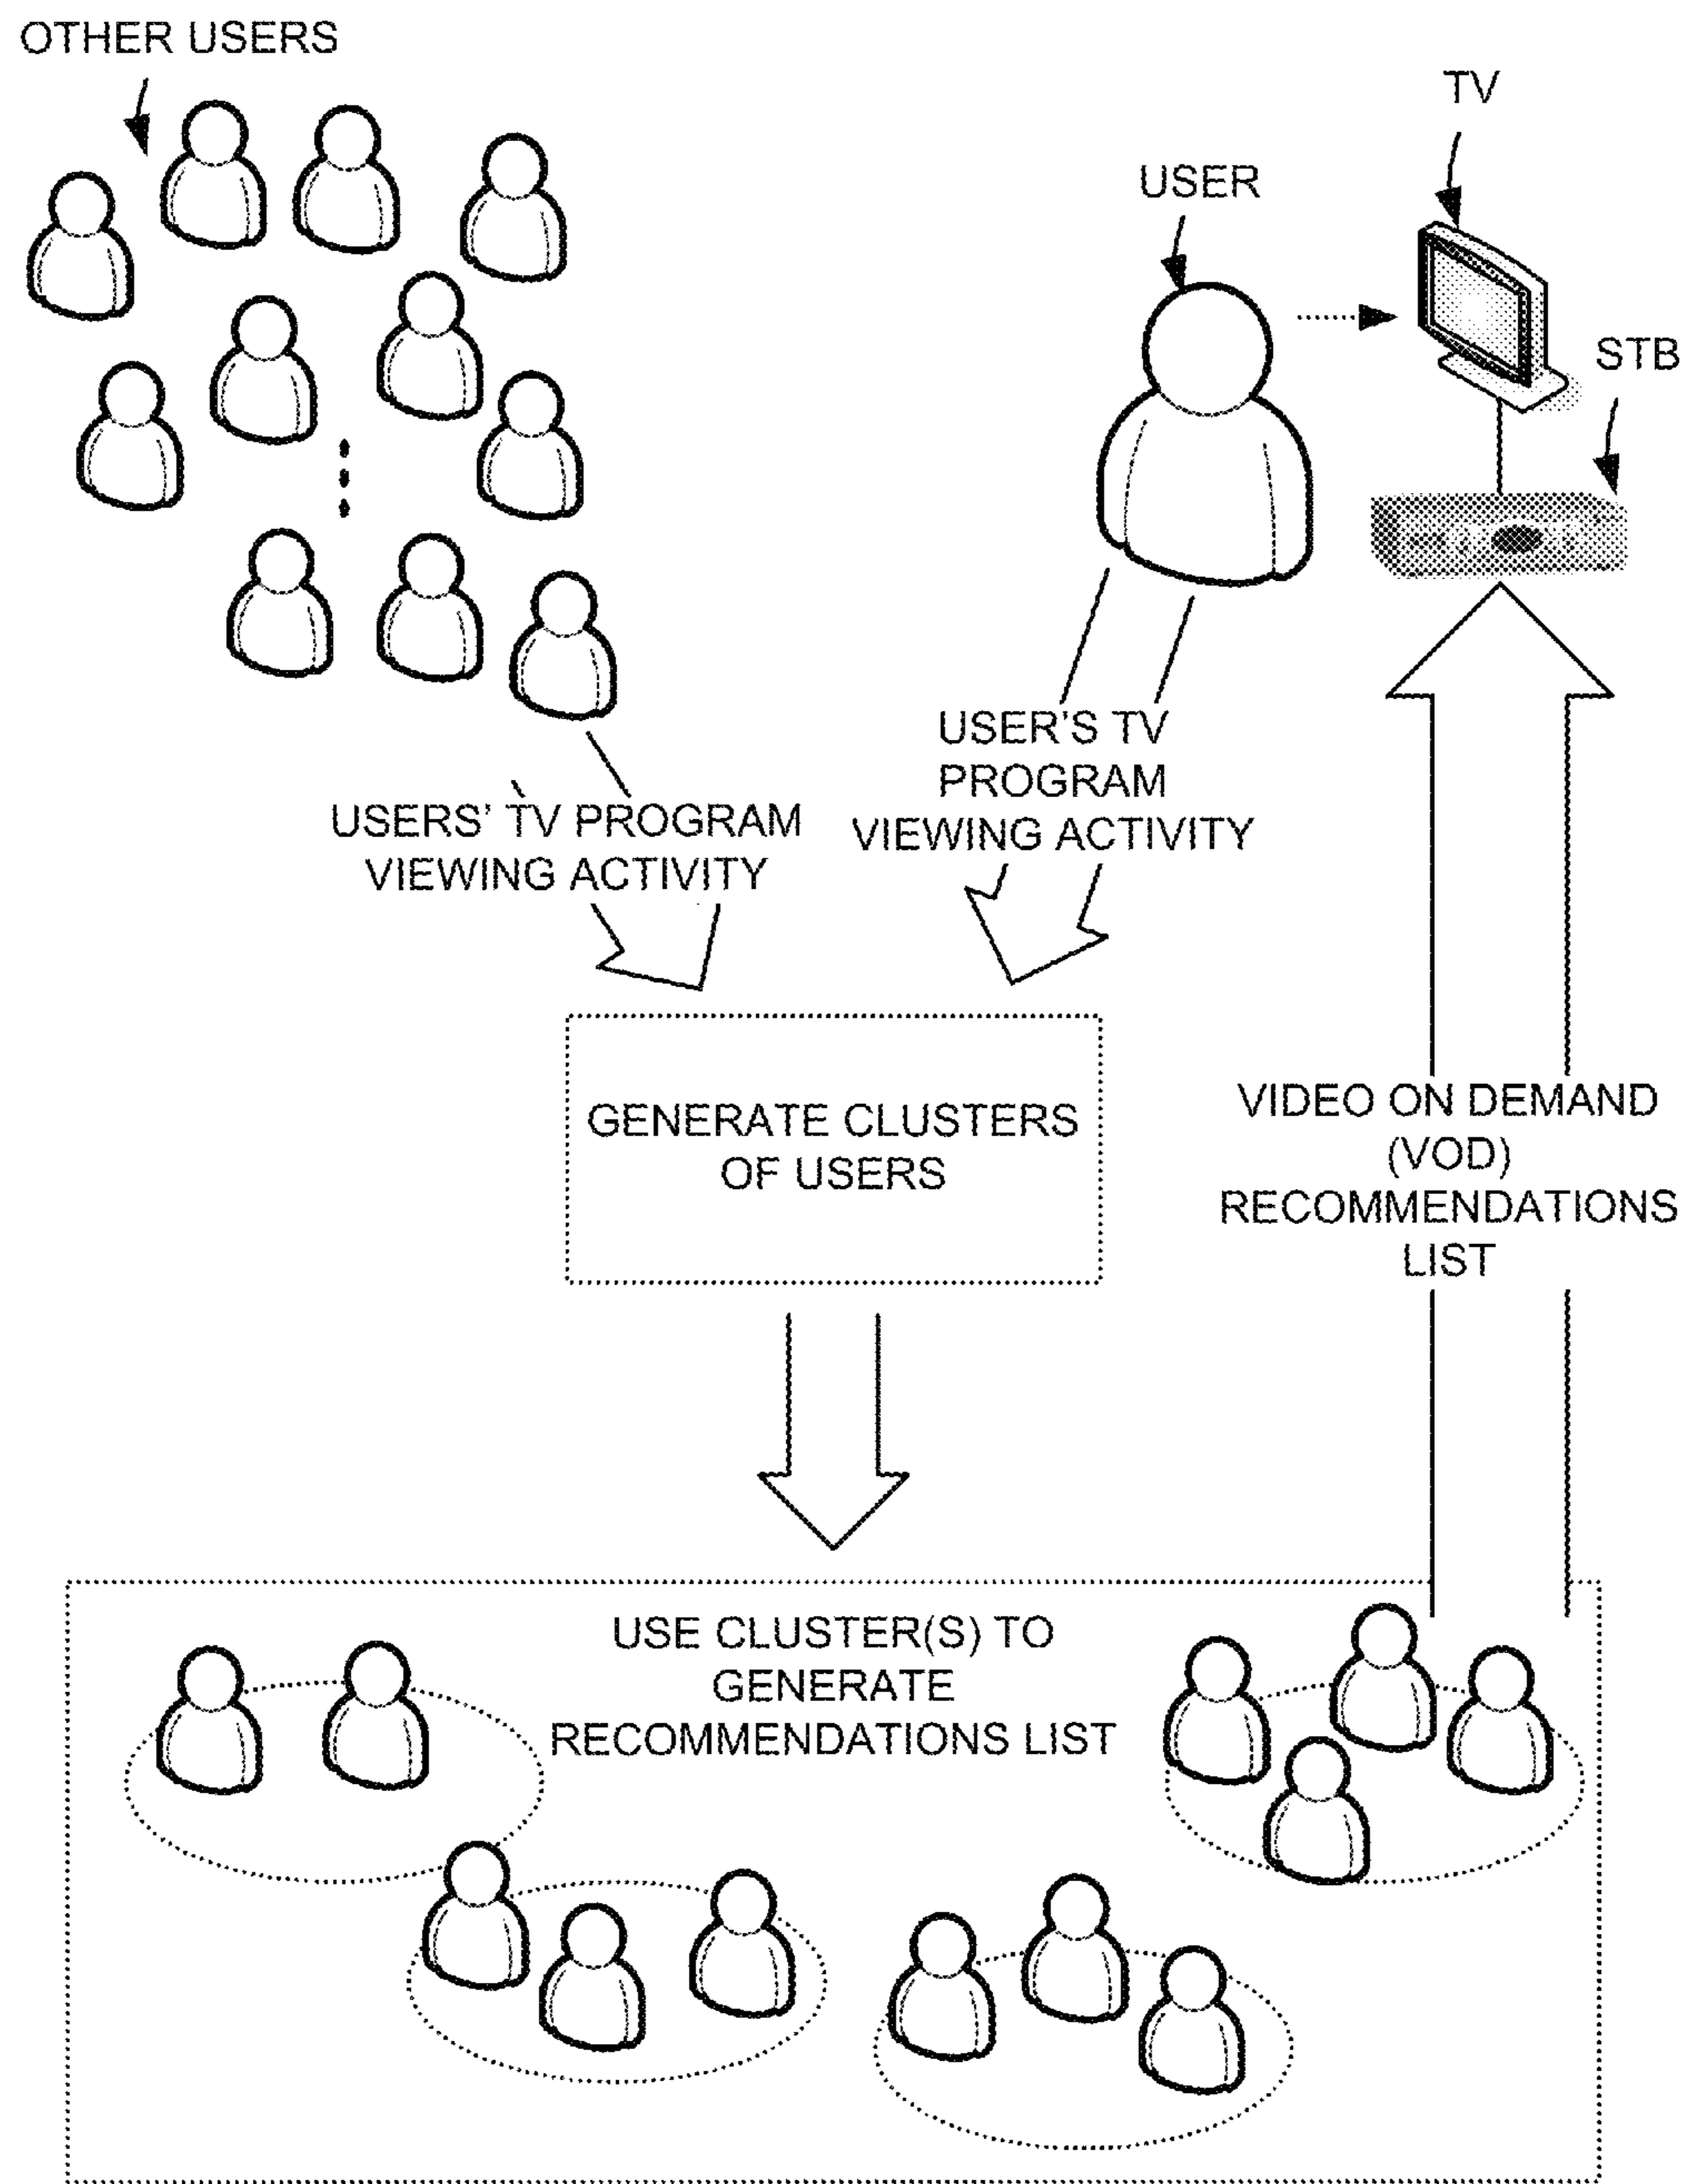 OTHER USERS
TV
USER
STB
USER'S TV
PROGRAM
VIEWING ACTIVITY
USERS' TV PROGRAM
VIEWING ACTIVITY
GENERATE CLUSTERS
OF USERS
VIDEO ON DEMAND
(VOD)
RECOMMENDATIONS
LIST
USE CLUSTER(S) TO
GENERATE
RECOMMENDATIONS LIST